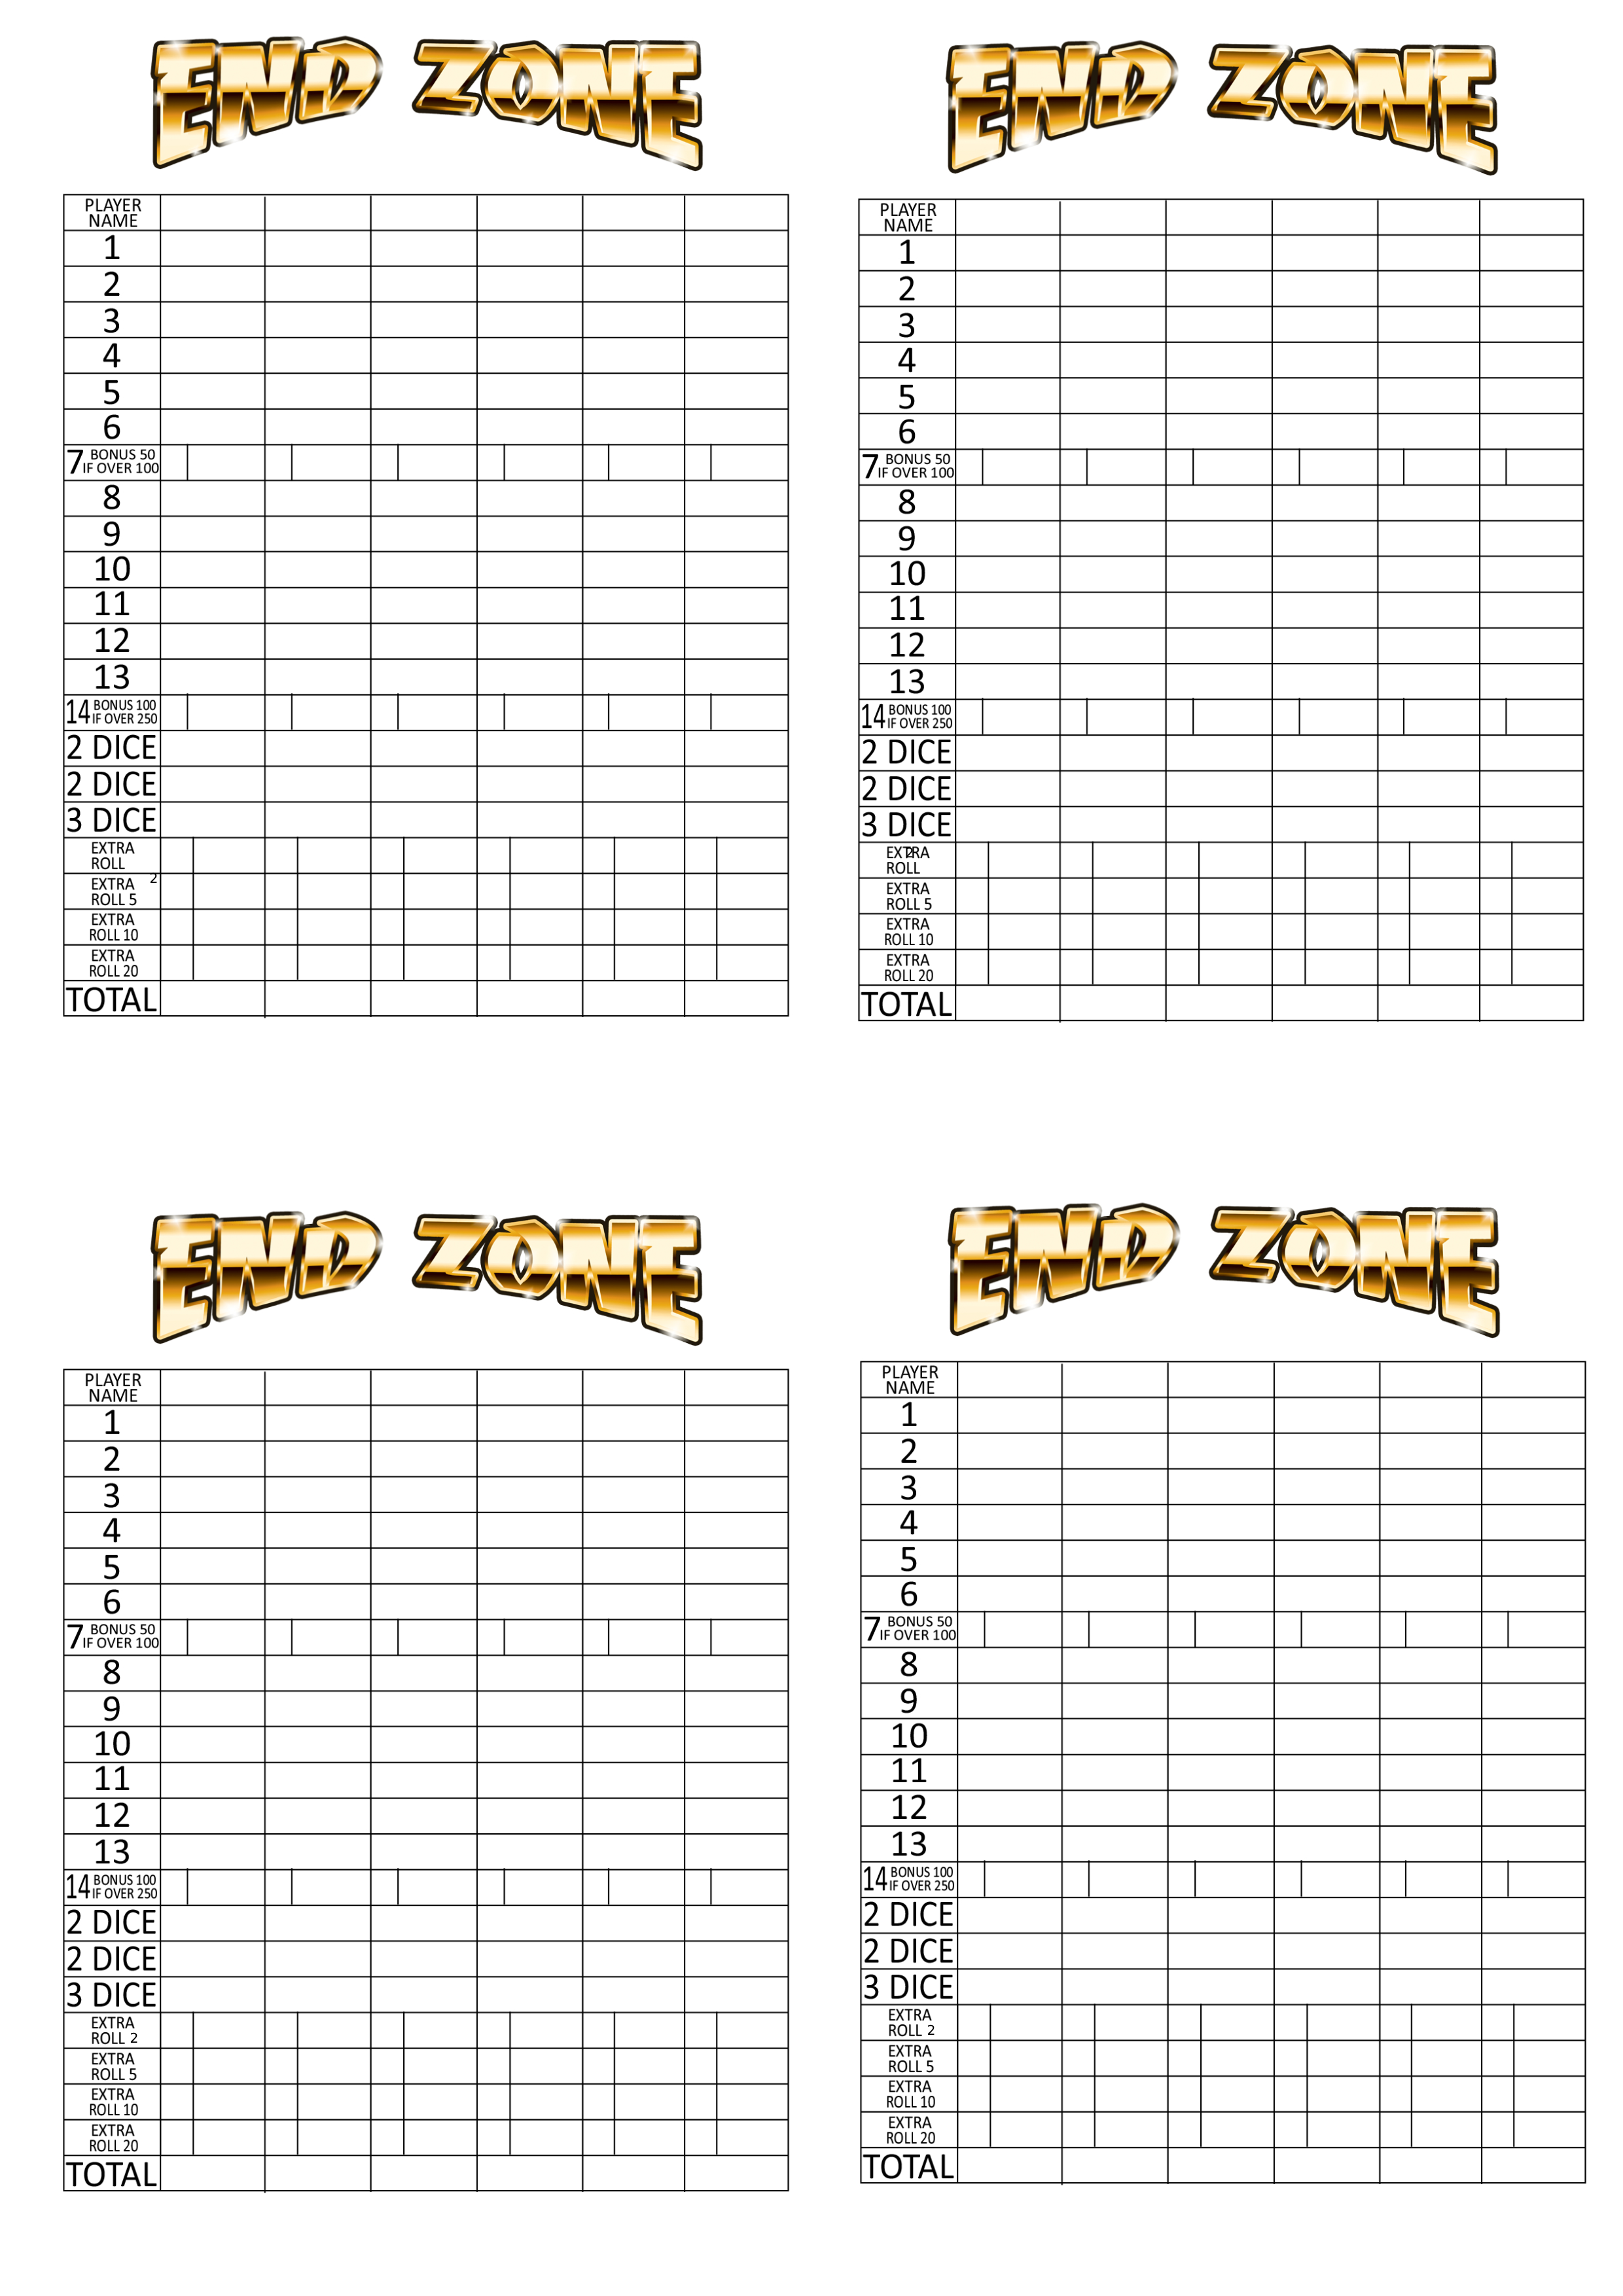 END ZONE
PLAYER
NAME
1
2
3
4
5
6
7 BONUS 50
IF OVER 100
8
9
10
11
12
13
14 BONUS 100
IF OVER 250
2 DICE
2 DICE
3 DICE
EXTRA
ROLL
EXTRA 2
ROLL 5
EXTRA
ROLL 10
EXTRA
ROLL 20
TOTAL
END ZONE
PLAYER
NAME
1
2
3
4
5
6
7 BONUS 50
IF OVER 100
8
9
10
11
12
13
14 BONUS 100
IF OVER 250
2 DICE
2 DICE
3 DICE
EXTRA 2
ROLL
EXTRA
ROLL 5
EXTRA
ROLL 10
EXTRA
ROLL 20
TOTAL
END ZONE
PLAYER
NAME
1
2
3
4
5
6
7 BONUS 50
IF OVER 100
8
9
10
11
12
13
14 BONUS 100
IF OVER 250
2 DICE
2 DICE
3 DICE
EXTRA
ROLL 2
EXTRA
ROLL 5
EXTRA
ROLL 10
EXTRA
ROLL 20
TOTAL
END ZONE
PLAYER
NAME
1
2
3
4
5
6
7 BONUS 50
IF OVER 100
8
9
10
11
12
13
14 BONUS 100
IF OVER 250
2 DICE
2 DICE
3 DICE
EXTRA
ROLL 2
EXTRA
ROLL 5
EXTRA
ROLL 10
EXTRA
ROLL 20
TOTAL